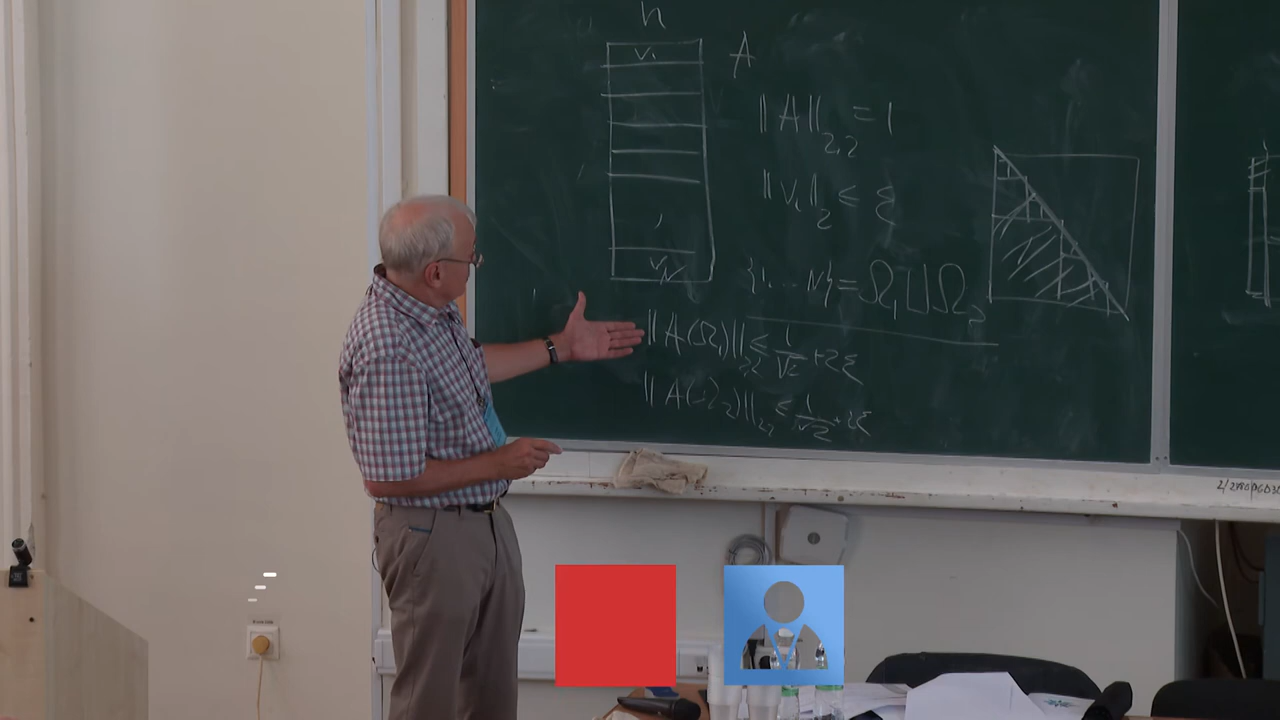 n
v₁
A
‖A‖₂,₂ = 1
‖vᵢ‖₂ ≤ ε
v_N
{1...N} = Ω₁ ⊔ Ω₂
‖A(Ω₁)‖₂,₂ ≤ 1/√2 + 2ε
‖A(Ω₂)‖₂,₂ ≤ 1/√2 + 2ε